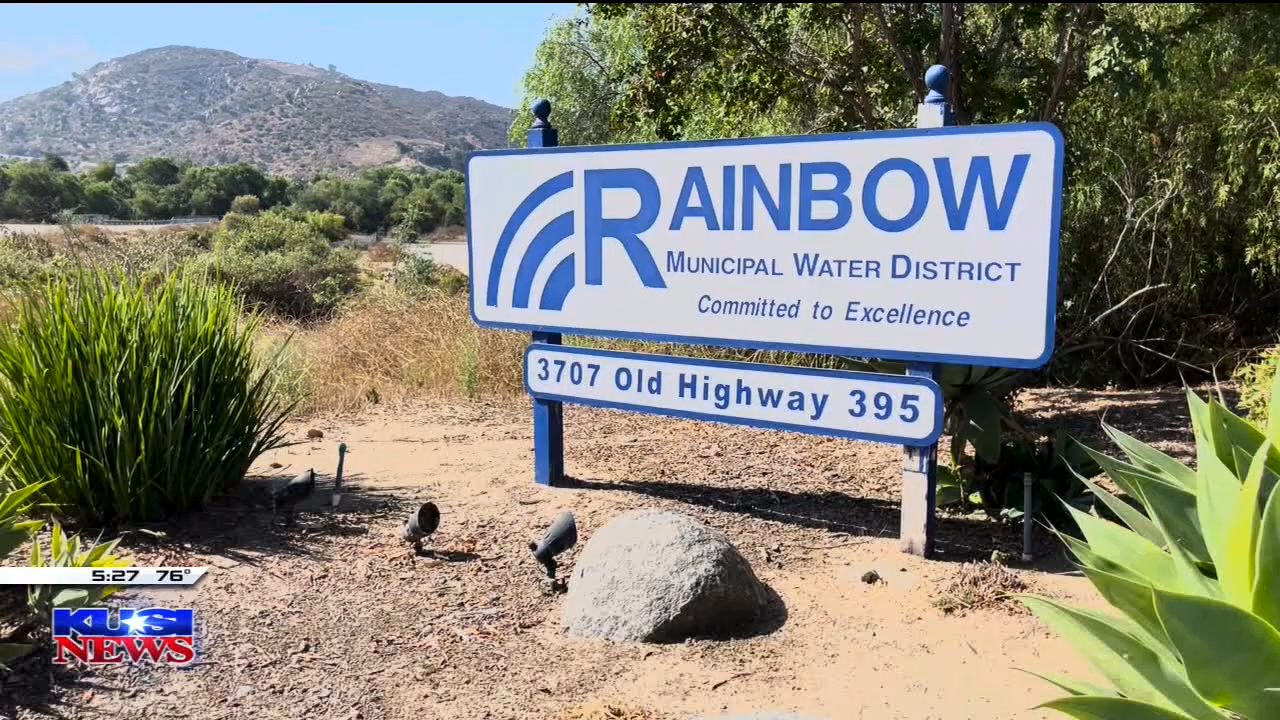 RAINBOW
MUNICIPAL WATER DISTRICT
Committed to Excellence
3707 Old Highway 395
5:27 76°
KUSI
NEWS